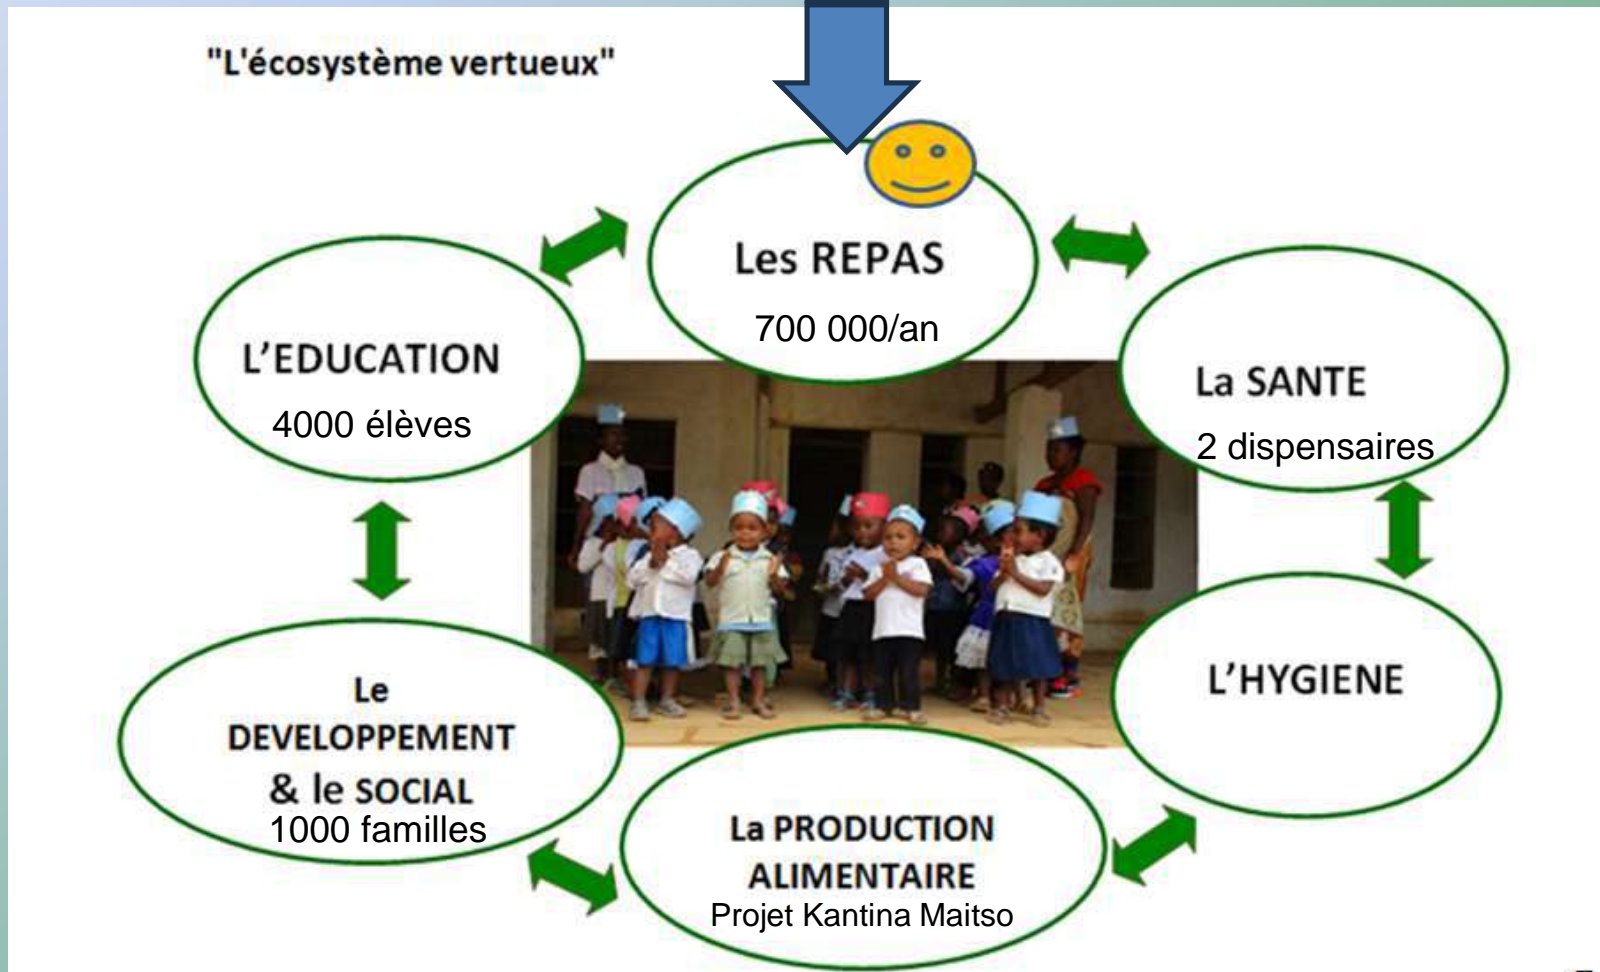 "L'écosystème vertueux"
Les REPAS
700 000/an
L'EDUCATION
4000 élèves
La SANTE
2 dispensaires
L'HYGIENE
Le
DEVELOPPEMENT
& le SOCIAL
1000 familles
La PRODUCTION
ALIMENTAIRE
Projet Kantina Maitso